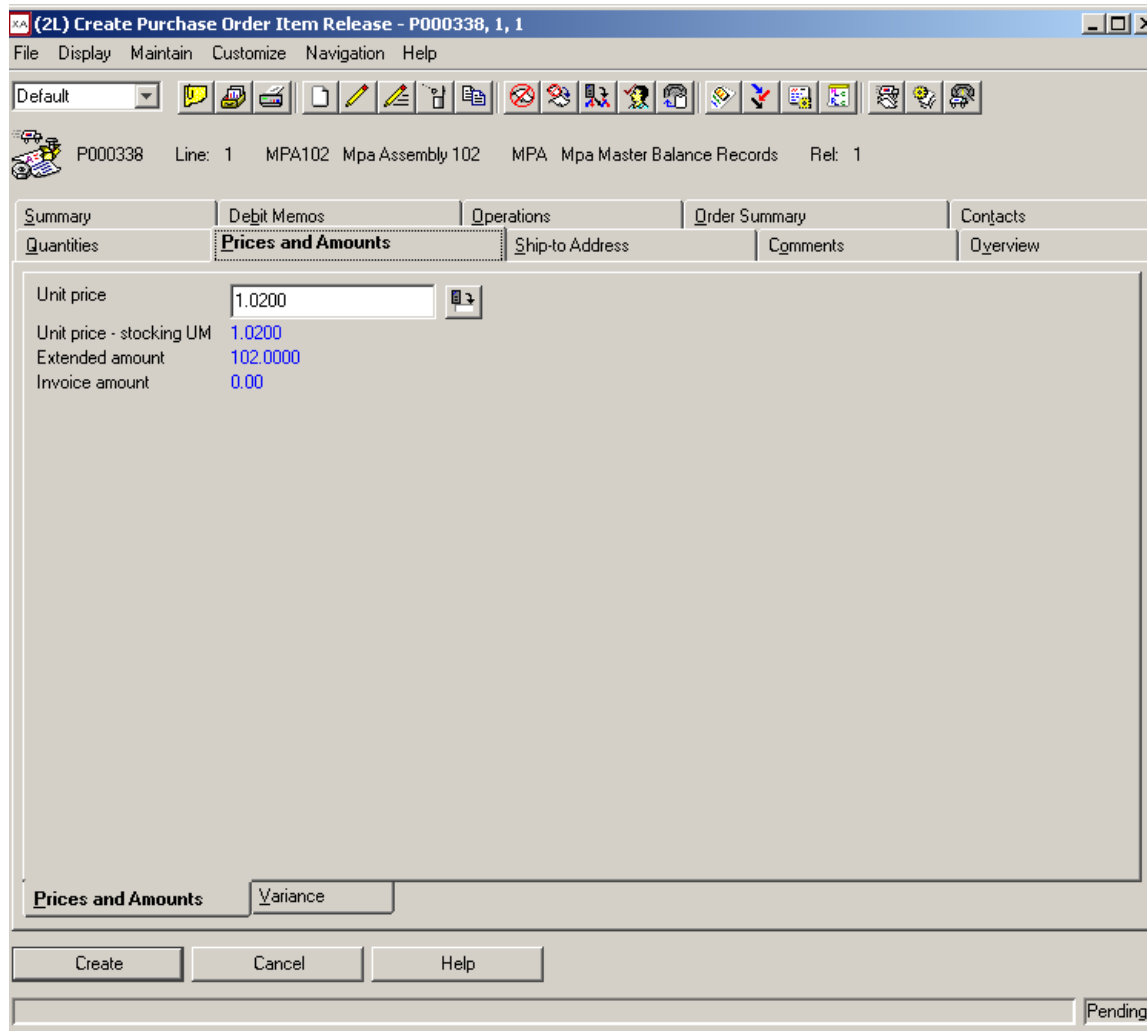 XA (2L) Create Purchase Order Item Release - P000338, 1, 1
File Display Maintain Customize Navigation Help
Default
P000338 Line: 1 MPA102 Mpa Assembly 102 MPA Mpa Master Balance Records Rel: 1
Summary Debit Memos Operations Order Summary Contacts
Quantities Prices and Amounts Ship-to Address Comments Overview
Unit price 1.0200
Unit price - stocking UM 1.0200
Extended amount 102.0000
Invoice amount 0.00
Prices and Amounts Variance
Create Cancel Help
Pending